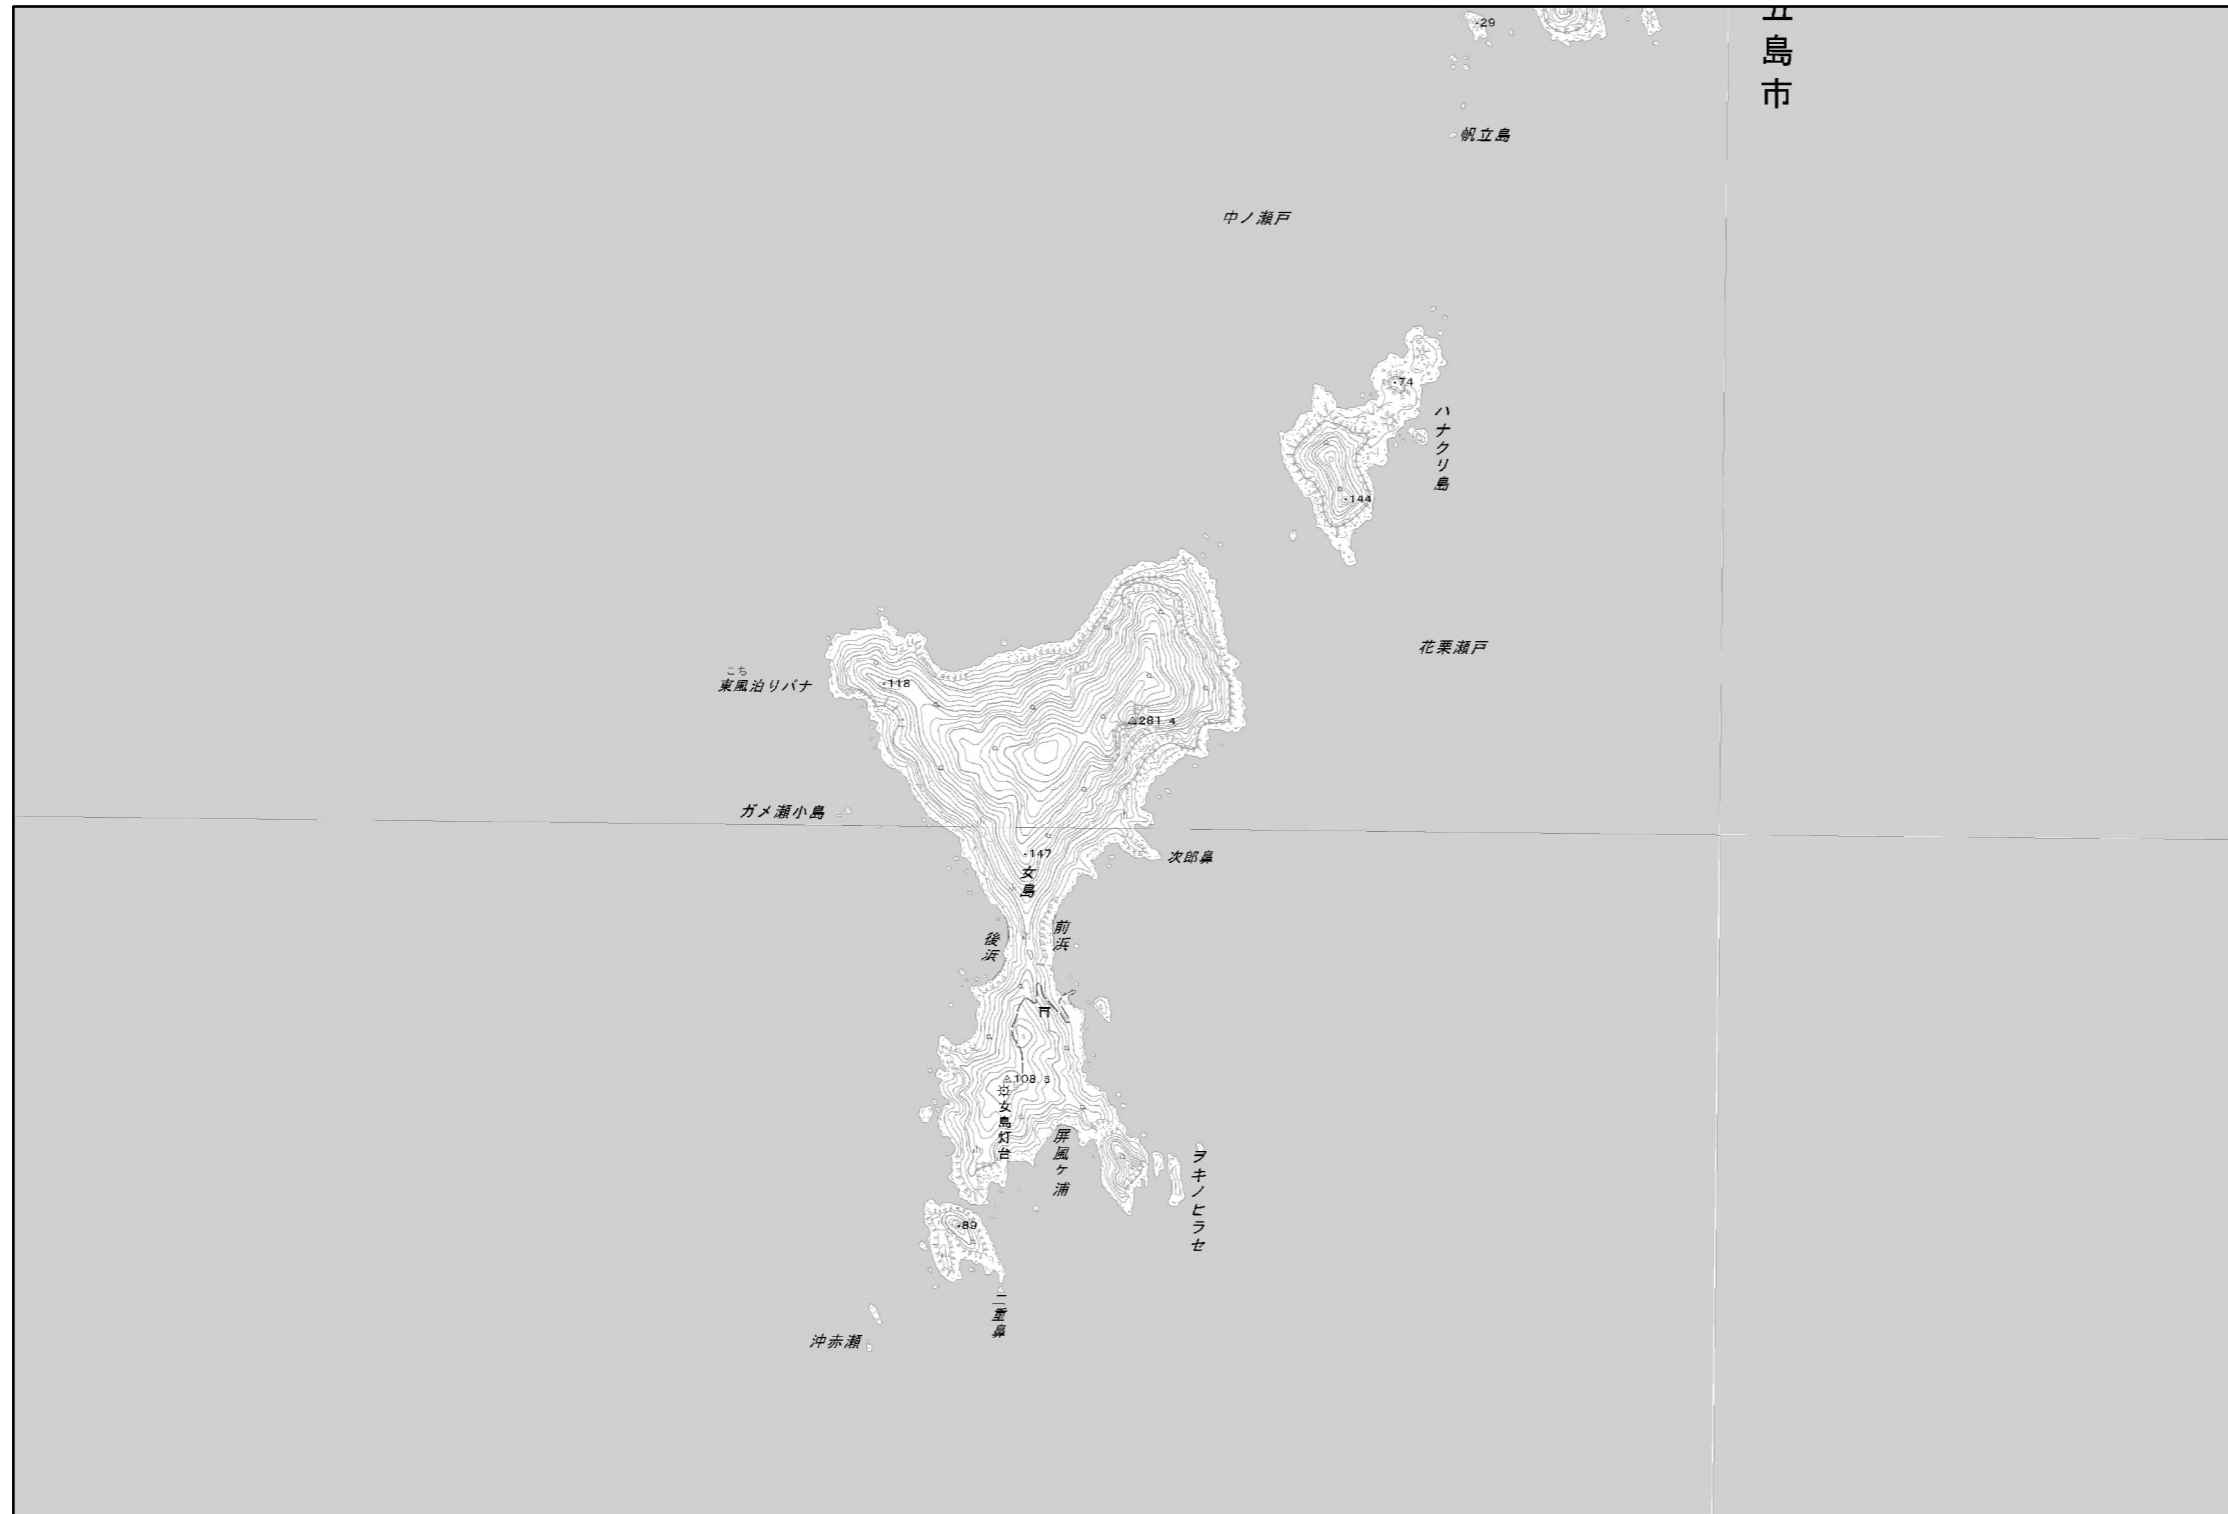 29
五島市
帆立島
中ノ瀬戸
74
ハナクリ島
144
花栗瀬戸
こち
東風泊りバナ
118
281.4
ガメ瀬小島
147
女島
次郎鼻
後浜
前浜
108.5
女島灯台
屏風ヶ浦
ヲキノヒラセ
89
二重鼻
沖赤瀬